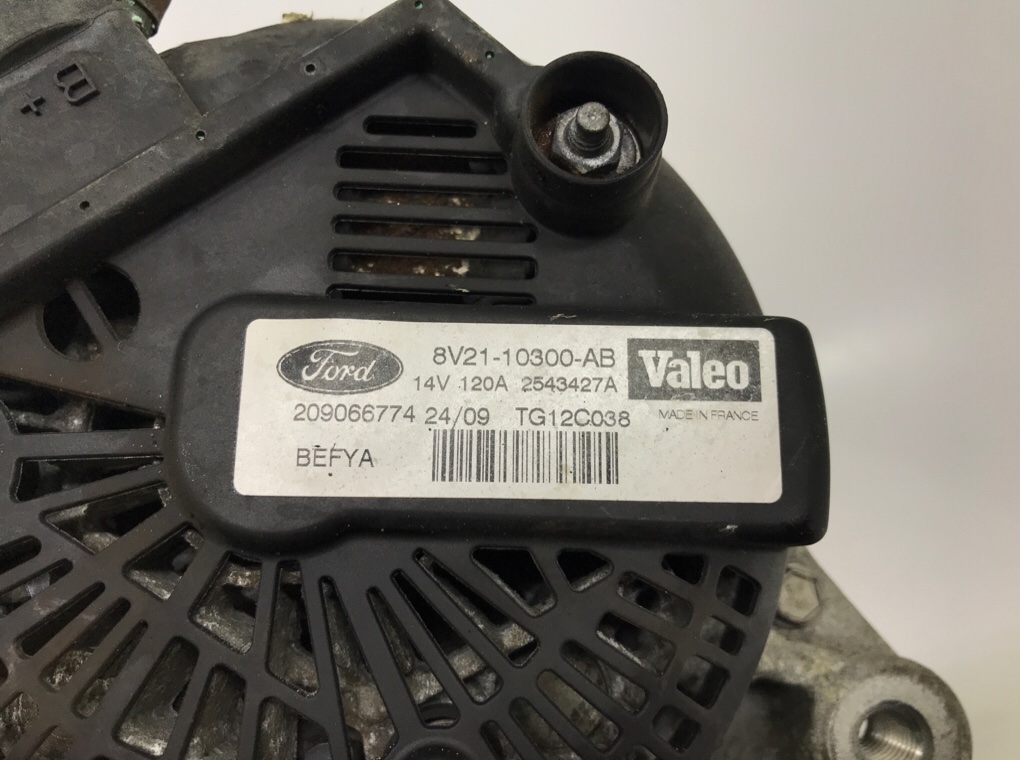 B
+
Ford
8V21-10300-AB
Valeo
14V 120A 2543427A
209066774 24/09 TG12C038
MADE IN FRANCE
BEFYA